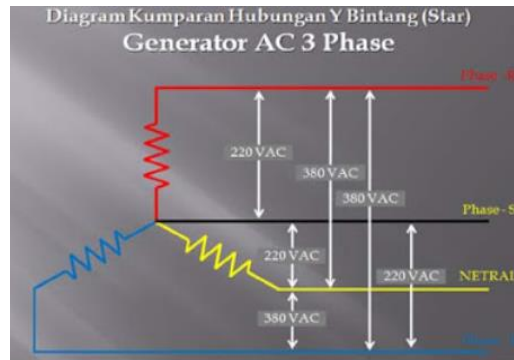 Diagram Kumparan Hubungan Y Bintang (Star)
Generator AC 3 Phase
220 VAC
380 VAC
380 VAC
Phase - S
220 VAC
220 VAC
NETRAL
380 VAC